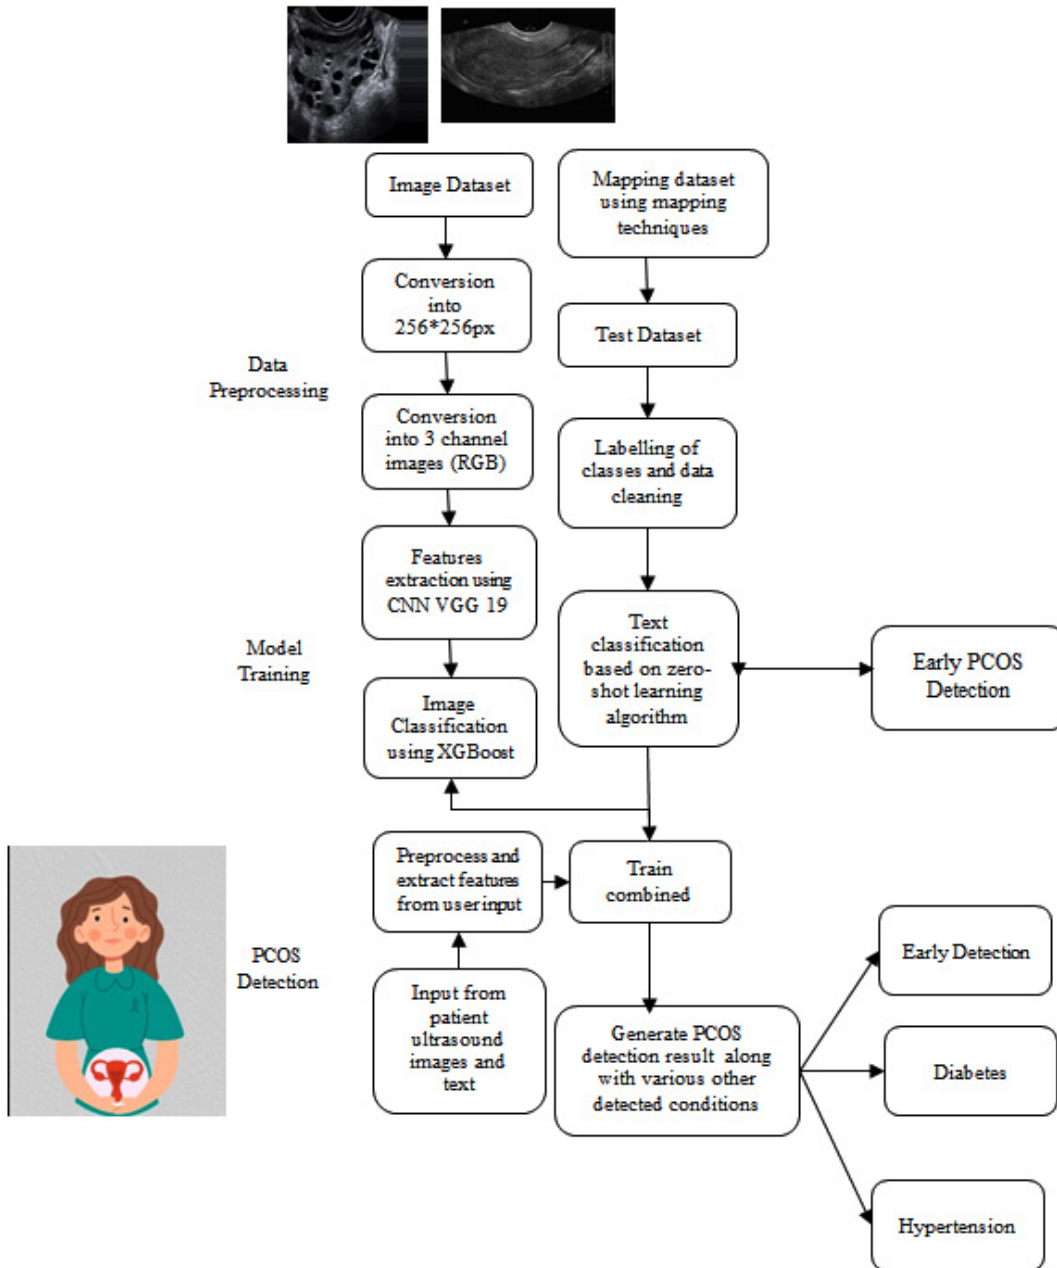 Image Dataset
Mapping dataset
using mapping
techniques
Conversion
into
256*256px
Test Dataset
Data
Preprocessing
Conversion
into 3 channel
images (RGB)
Labelling of
classes and data
cleaning
Features
extraction using
CNN VGG 19
Model
Training
Text
classification
based on zero-
shot learning
algorithm
Early PCOS
Detection
Image
Classification
using XGBoost
Preprocess and
extract features
from user input
Train
combined
PCOS
Detection
Input from
patient
ultrasound
images and
text
Generate PCOS
detection result along
with various other
detected conditions
Early Detection
Diabetes
Hypertension